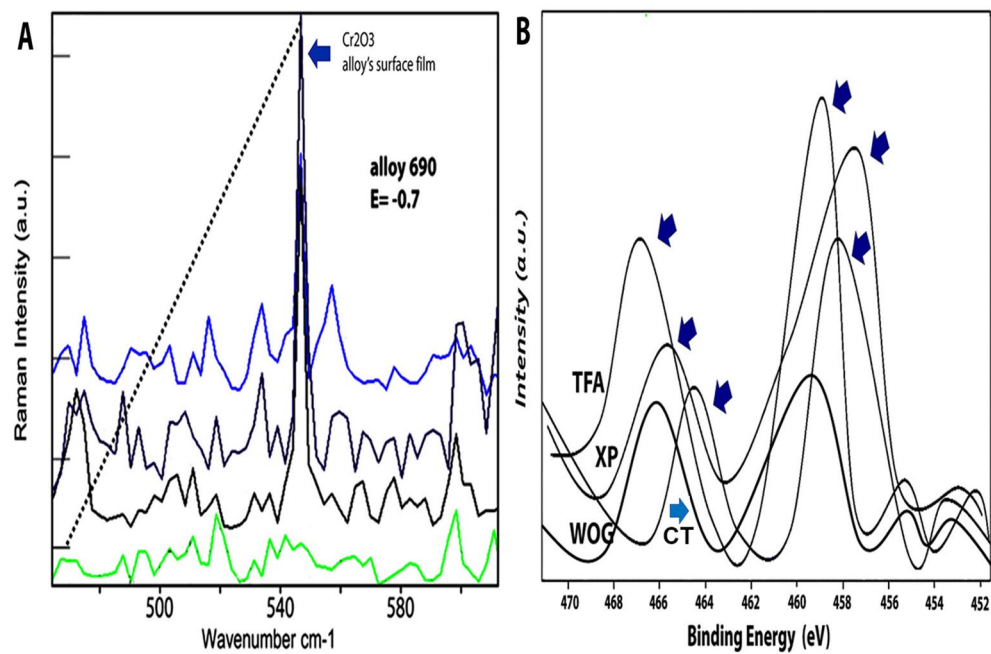 A
Cr2O3
alloy's surface film
alloy 690
E= -0.7
Raman Intensity (a.u.)
500 540 580
Wavenumber cm-1
B
TFA
XP
WOG
CT
Intensity (a.u.)
470 468 466 464 462 460 458 456 454 452
Binding Energy (eV)